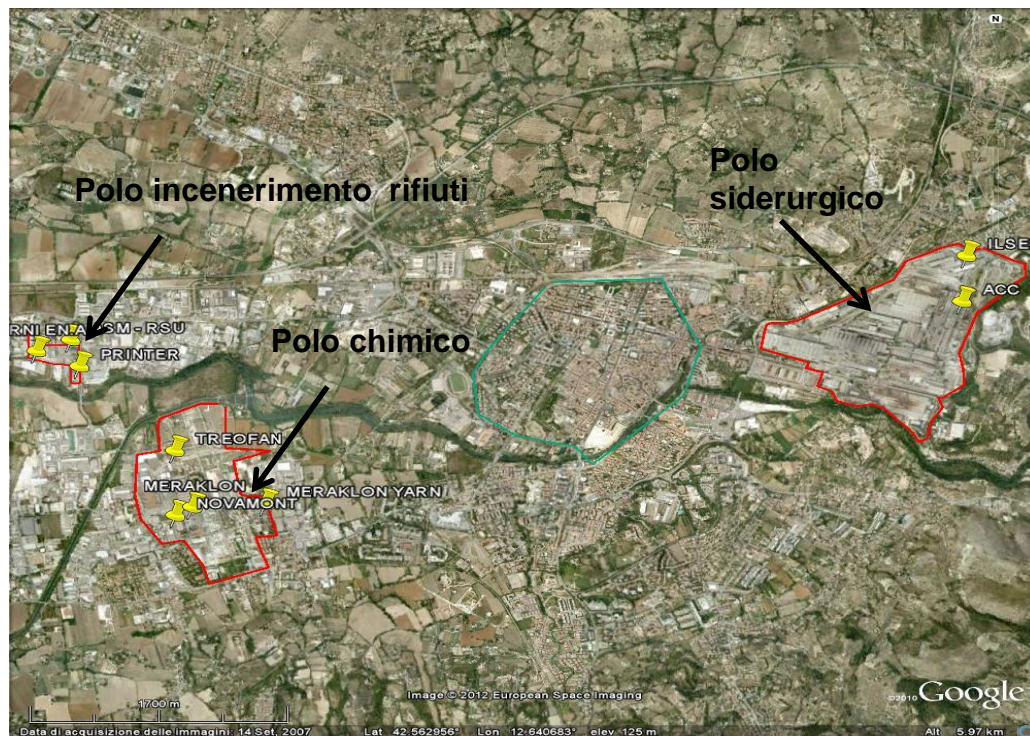 N
Polo
siderurgico
Polo incenerimento rifiuti
ILSE
ACC
RNI EN A SM - RSU
PRINTER
Polo chimico
TREOFAN
MERAKLON
MERAKLON YARN
NOVAMONT
Image © 2012 European Space Imaging
©2010 Google
1700 m
Data di acquisizione delle immagini: 14 Set, 2007 Lat 42.562956° Lon 12.640683° elev 125 m Alt 5.97 km